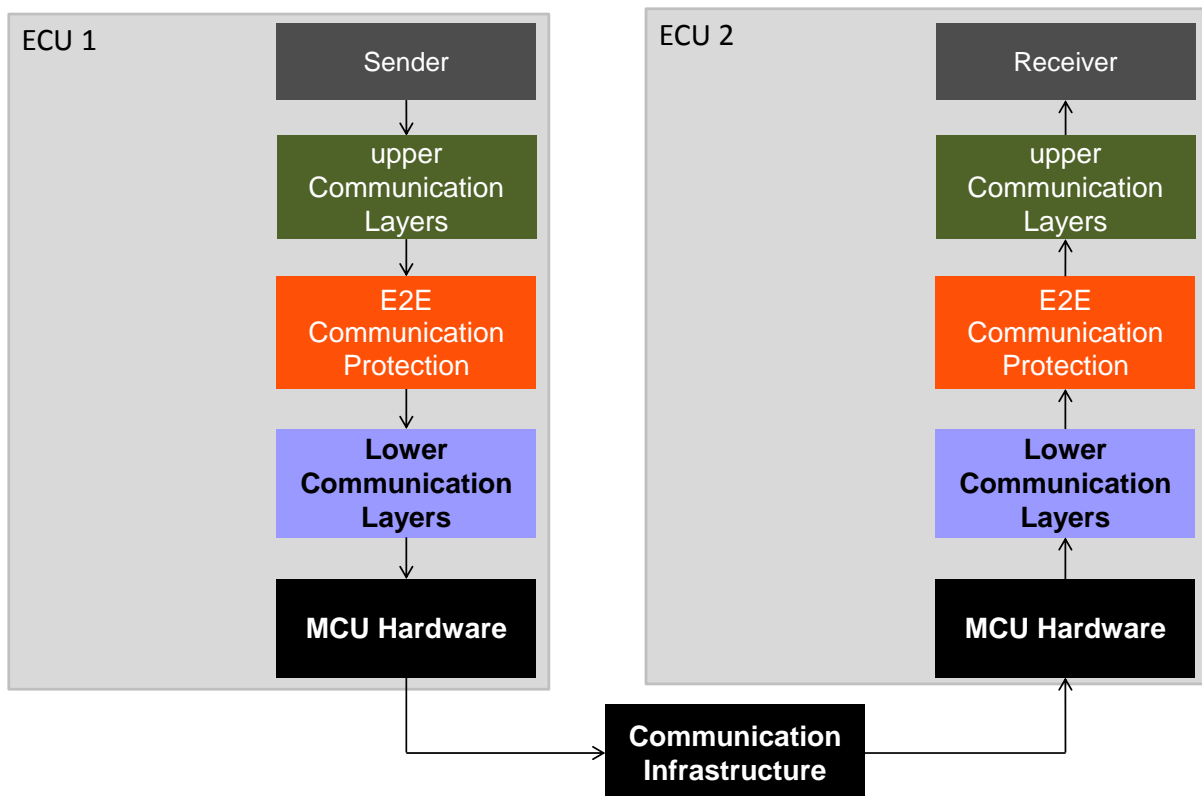 ECU 1
Sender
upper
Communication
Layers
E2E
Communication
Protection
Lower
Communication
Layers
MCU Hardware
ECU 2
Receiver
upper
Communication
Layers
E2E
Communication
Protection
Lower
Communication
Layers
MCU Hardware
Communication
Infrastructure